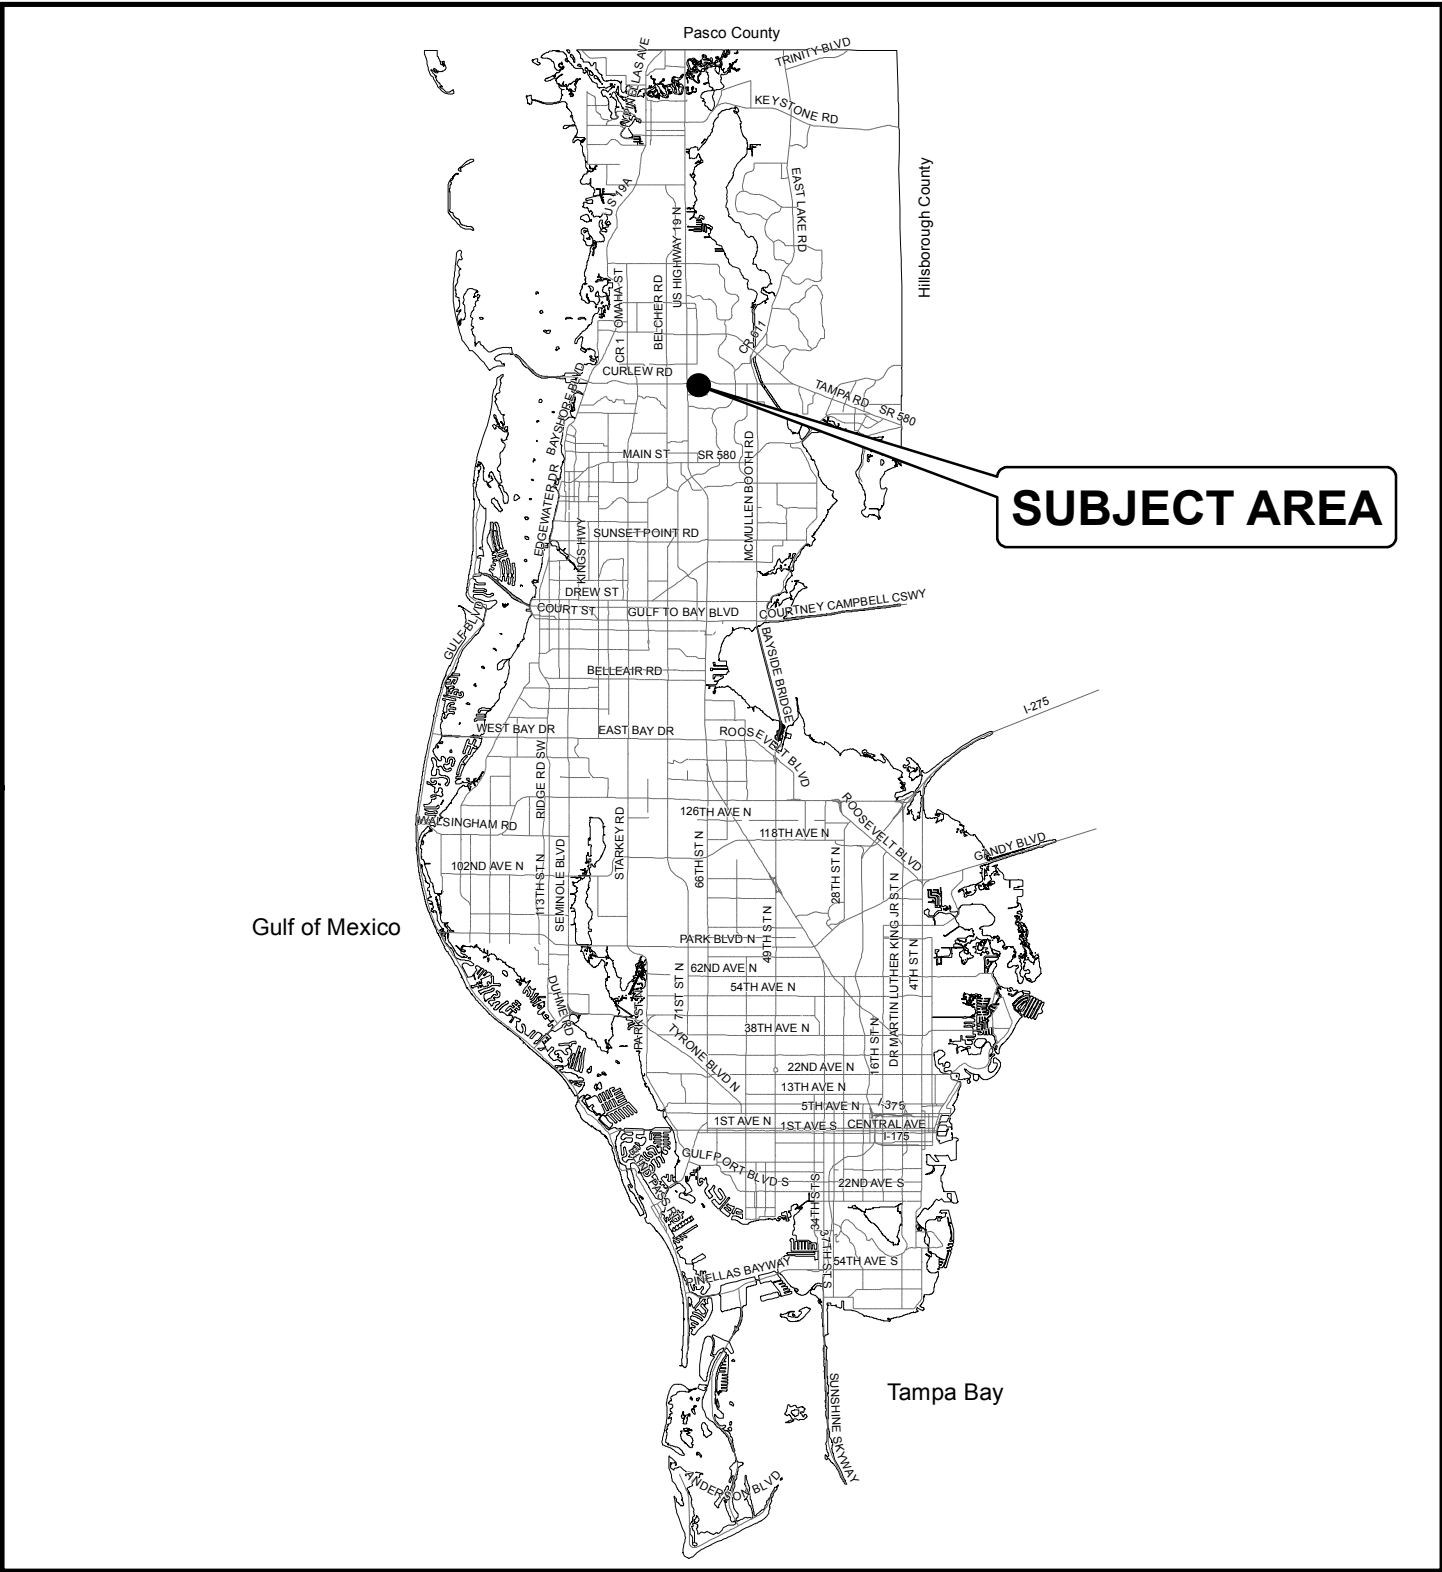 Pasco County
TRINITY BLVD
N PINELLAS AVE
KEYSTONE RD
Hillsborough County
EAST LAKE RD
US 19A
US HIGHWAY 19 N
OMAHA ST
CR 1
BELCHER RD
CR 611
CURLEW RD
TAMPA RD
SR 580
BAYSHORE BLVD
MAIN ST
SR 580
MCMULLEN BOOTH RD
SUBJECT AREA
EDGEWATER DR
KINGS HWY
SUNSET POINT RD
DREW ST
COURT ST
GULF TO BAY BLVD
COURTNEY CAMPBELL CSWY
GULF BLVD
BAYSIDE BRIDGE
BELLEAIR RD
I-275
WEST BAY DR
EAST BAY DR
ROOSEVELT BLVD
RIDGE RD SW
WALSINGHAM RD
STARKEY RD
126TH AVE N
118TH AVE N
ROOSEVELT BLVD
GANDY BLVD
66TH ST N
28TH ST N
102ND AVE N
113TH ST N
SEMINOLE BLVD
DR MARTIN LUTHER KING JR ST N
Gulf of Mexico
49TH ST N
PARK BLVD N
4TH ST N
62ND AVE N
71ST ST N
54TH AVE N
DUHME RD
PARK ST N
38TH AVE N
16TH ST N
TYRONE BLVD N
22ND AVE N
13TH AVE N
5TH AVE N
I-375
1ST AVE N
1ST AVE S
CENTRAL AVE
I-175
GULFPORT BLVD S
22ND AVE S
34TH ST S
37TH ST S
54TH AVE S
PINELLAS BAYWAY
Tampa Bay
SUNSHINE SKYWAY
ANDERSON BLVD